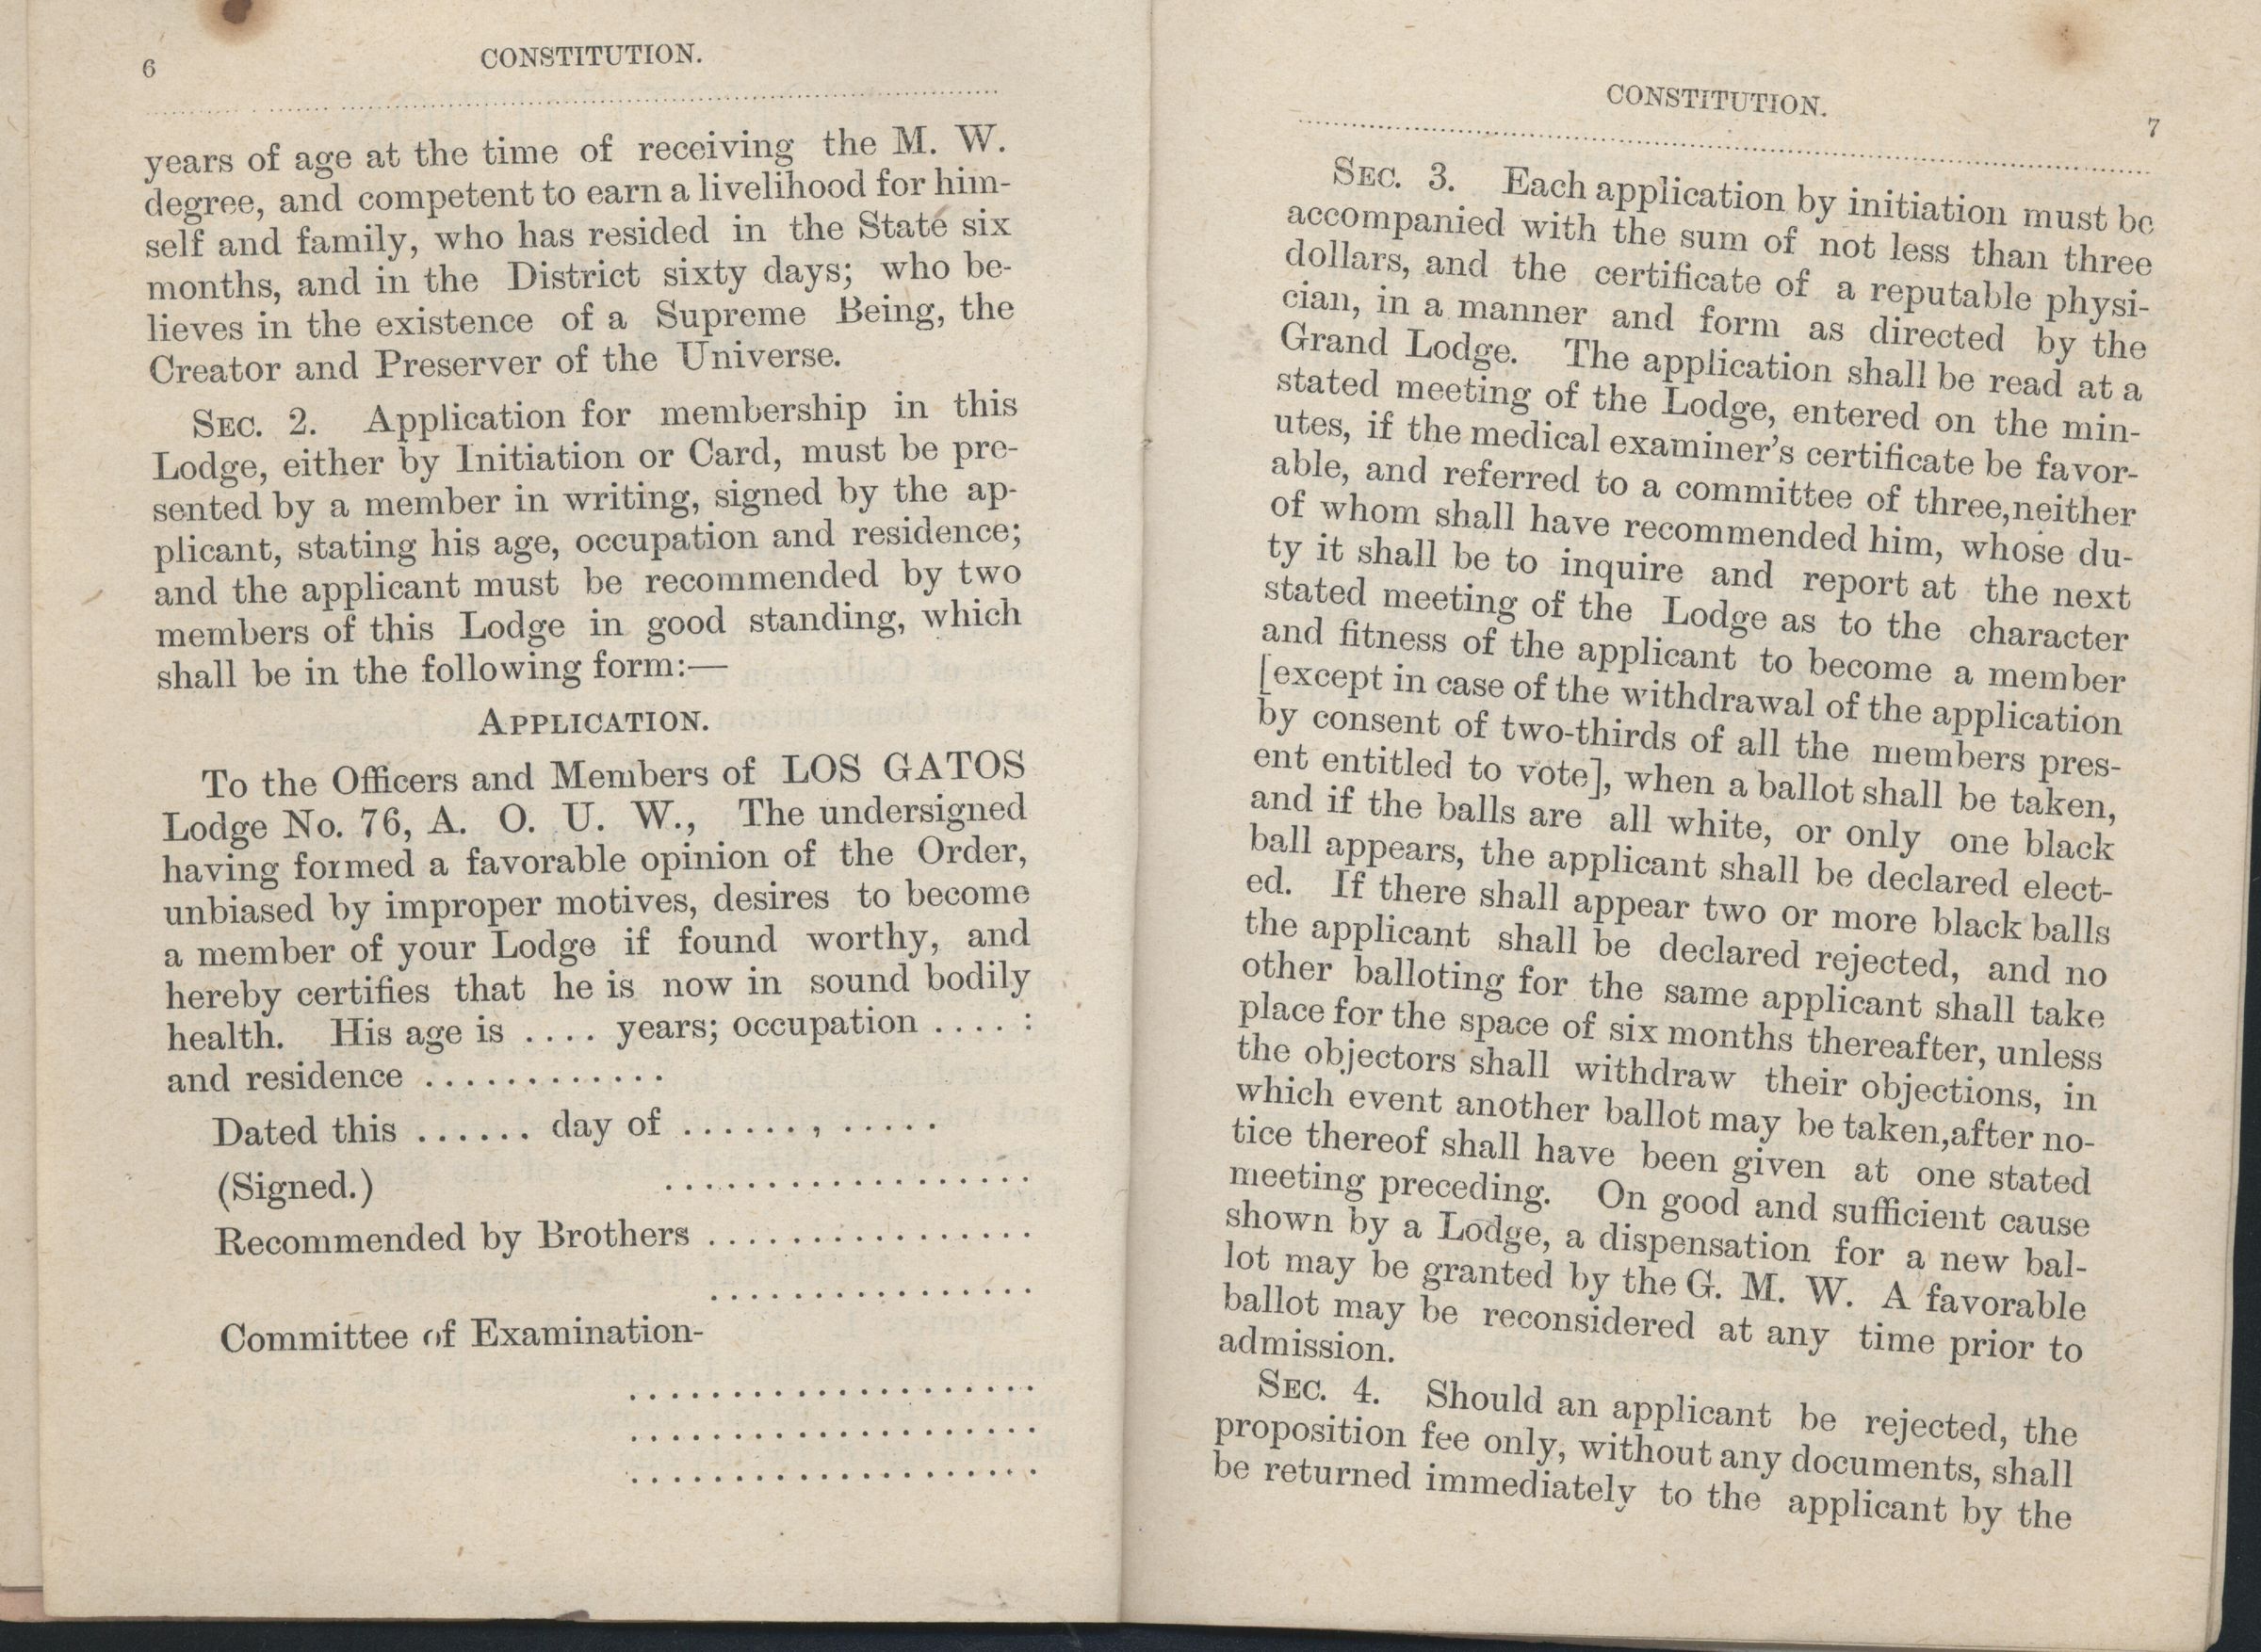 6
CONSTITUTION.
years of age at the time of receiving the M. W.
degree, and competent to earn a livelihood for him-
self and family, who has resided in the State six
months, and in the District sixty days; who be-
lieves in the existence of a Supreme Being, the
Creator and Preserver of the Universe.
SEC. 2. Application for membership in this
Lodge, either by Initiation or Card, must be pre-
sented by a member in writing, signed by the ap-
plicant, stating his age, occupation and residence;
and the applicant must be recommended by two
members of this Lodge in good standing, which
shall be in the following form:—
APPLICATION.
To the Officers and Members of LOS GATOS
Lodge No. 76, A. O. U. W., The undersigned
having formed a favorable opinion of the Order,
unbiased by improper motives, desires to become
a member of your Lodge if found worthy, and
hereby certifies that he is now in sound bodily
health. His age is .... years; occupation .... :
and residence ............
Dated this ...... day of ......, .....
(Signed.) ..................
Recommended by Brothers ................
................
Committee of Examination-
....................
....................
....................
CONSTITUTION.
7
SEC. 3. Each application by initiation must be
accompanied with the sum of not less than three
dollars, and the certificate of a reputable physi-
cian, in a manner and form as directed by the
Grand Lodge. The application shall be read at a
stated meeting of the Lodge, entered on the min-
utes, if the medical examiner's certificate be favor-
able, and referred to a committee of three,neither
of whom shall have recommended him, whose du-
ty it shall be to inquire and report at the next
stated meeting of the Lodge as to the character
and fitness of the applicant to become a member
[except in case of the withdrawal of the application
by consent of two-thirds of all the members pres-
ent entitled to vote], when a ballot shall be taken,
and if the balls are all white, or only one black
ball appears, the applicant shall be declared elect-
ed. If there shall appear two or more black balls
the applicant shall be declared rejected, and no
other balloting for the same applicant shall take
place for the space of six months thereafter, unless
the objectors shall withdraw their objections, in
which event another ballot may be taken,after no-
tice thereof shall have been given at one stated
meeting preceding. On good and sufficient cause
shown by a Lodge, a dispensation for a new bal-
lot may be granted by the G. M. W. A favorable
ballot may be reconsidered at any time prior to
admission.
SEC. 4. Should an applicant be rejected, the
proposition fee only, without any documents, shall
be returned immediately to the applicant by the